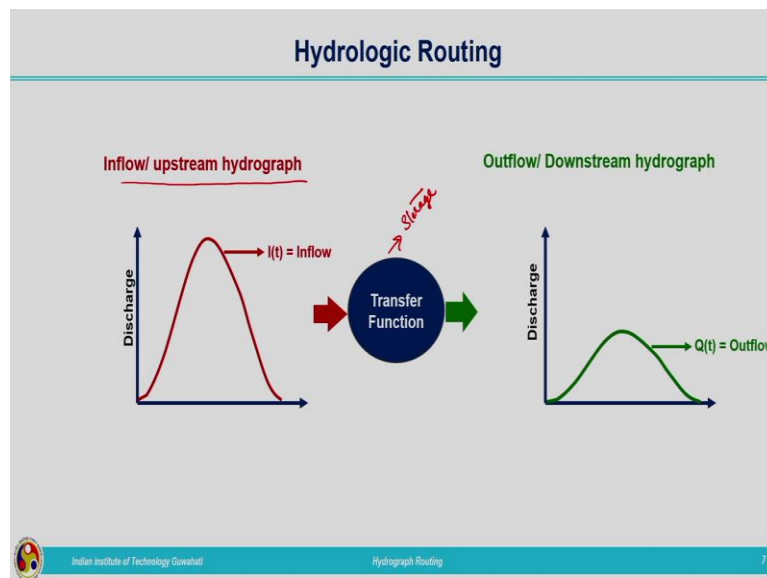 Hydrologic Routing
Inflow/ upstream hydrograph
Outflow/ Downstream hydrograph
Storage
I(t) = Inflow
Discharge
Transfer
Function
Discharge
Q(t) = Outflow
Indian institute of Technology Guwahati
Hydrograph Routing
7